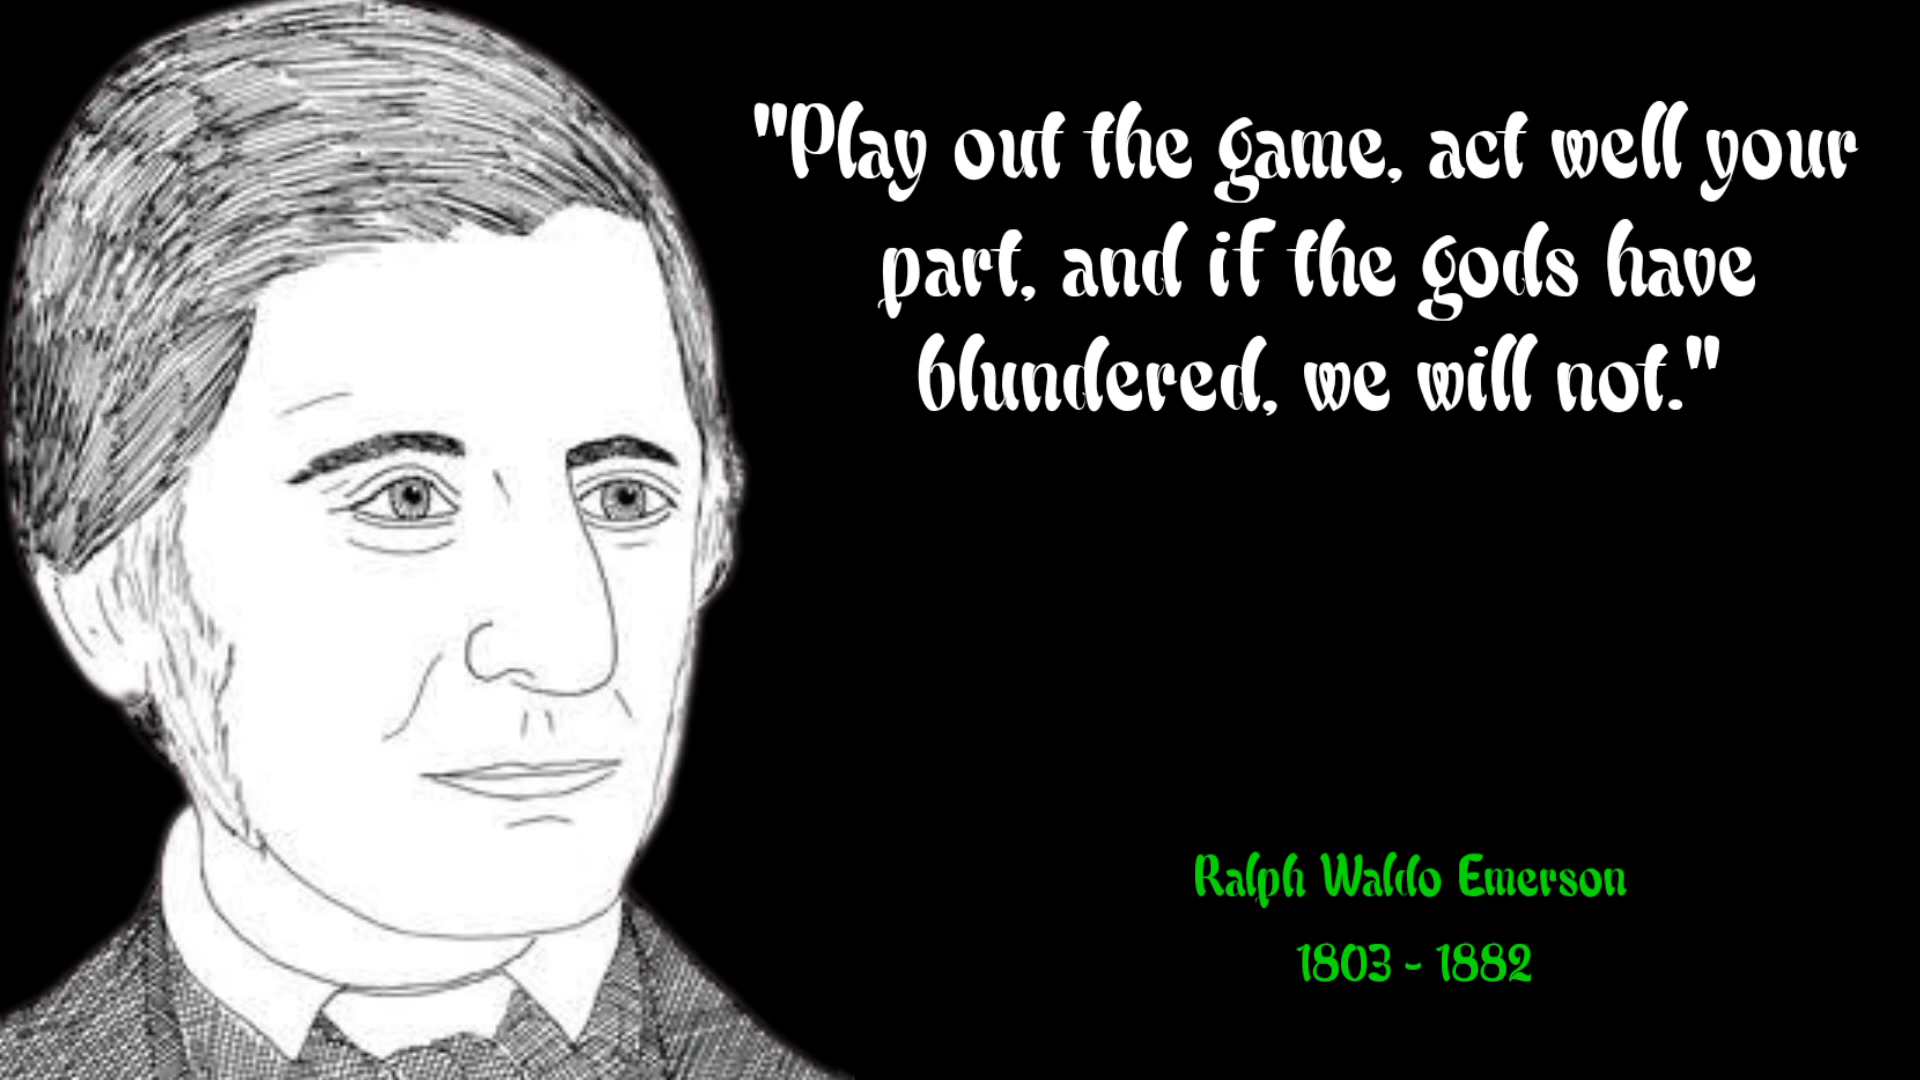 "Play out the game, act well your
part, and if the gods have
blundered, we will not."
Ralph Waldo Emerson
1803 - 1882